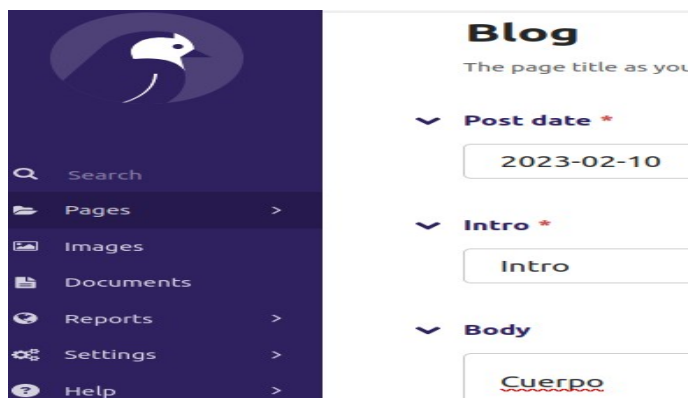 Search
Pages
Images
Documents
Reports
Settings
Help
Blog
The page title as you
Post date *
2023-02-10
Intro *
Intro
Body
Cuerpo